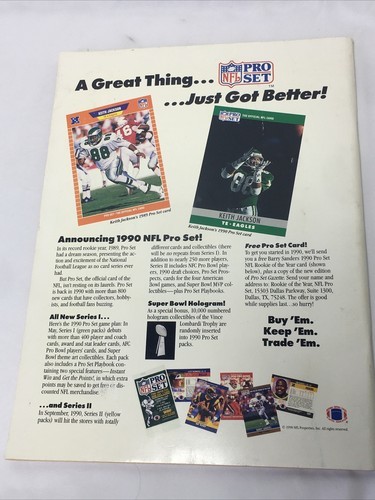 A Great Thing...
NFL
PRO
SET
TM
...Just Got Better!
KEITH JACKSON
PRO SET
THE OFFICIAL NFL CARD
88
KEITH JACKSON
TE • EAGLES
Keith Jackson's 1989 Pro Set card
Keith Jackson's 1990 Pro Set card
Announcing 1990 NFL Pro Set!
In its record rookie year, 1989, Pro Set
had a dream season, presenting the ac-
tion and excitement of the National
Football League as no card series ever
had.
But Pro Set, the official card of the
NFL, isn't resting on its laurels. Pro Set
is back in 1990 with more than 800
new cards that have collectors, hobby-
ists, and football fans buzzing.
All New Series I...
Here's the 1990 Pro Set game plan: In
May, Series I (green packs) debuts
with more than 400 player and coach
cards, award and stat leader cards, AFC
Pro Bowl players' cards, and Super
Bowl theme art collectibles. Each pack
also includes a Pro Set Playbook con-
taining two special features—Instant
Win and Get the Points!, in which extra
points may be saved to get free or dis-
counted NFL merchandise.
...and Series II
In September, 1990, Series II (yellow
packs) will hit the stores with totally
different cards and collectibles (there
will be no repeats from Series I). In
addition to nearly 250 more players,
Series II includes NFC Pro Bowl play-
ers, 1990 draft choices, Pro Set Pros-
pects, cards for the four American
Bowl games, and Super Bowl MVP col-
lectibles—plus Pro Set Playbooks.
Super Bowl Hologram!
As a special bonus, 10,000 numbered
hologram collectibles of the Vince
Lombardi Trophy are
randomly inserted
into 1990 Pro Set
packs.
Free Pro Set Card!
To get you started in 1990, we'll send
you a free Barry Sanders 1990 Pro Set
NFL Rookie of the Year card (shown
below), plus a copy of the new edition
of Pro Set Gazette. Send your name and
address to: Rookie of the Year, NFL Pro
Set, 15303 Dallas Parkway, Suite 1500,
Dallas, TX, 75248. The offer is good
while supplies last...so hurry!
Buy 'Em.
Keep 'Em.
Trade 'Em.
PRO
SET
© 1990 NFL Properties, Inc. All rights reserved.